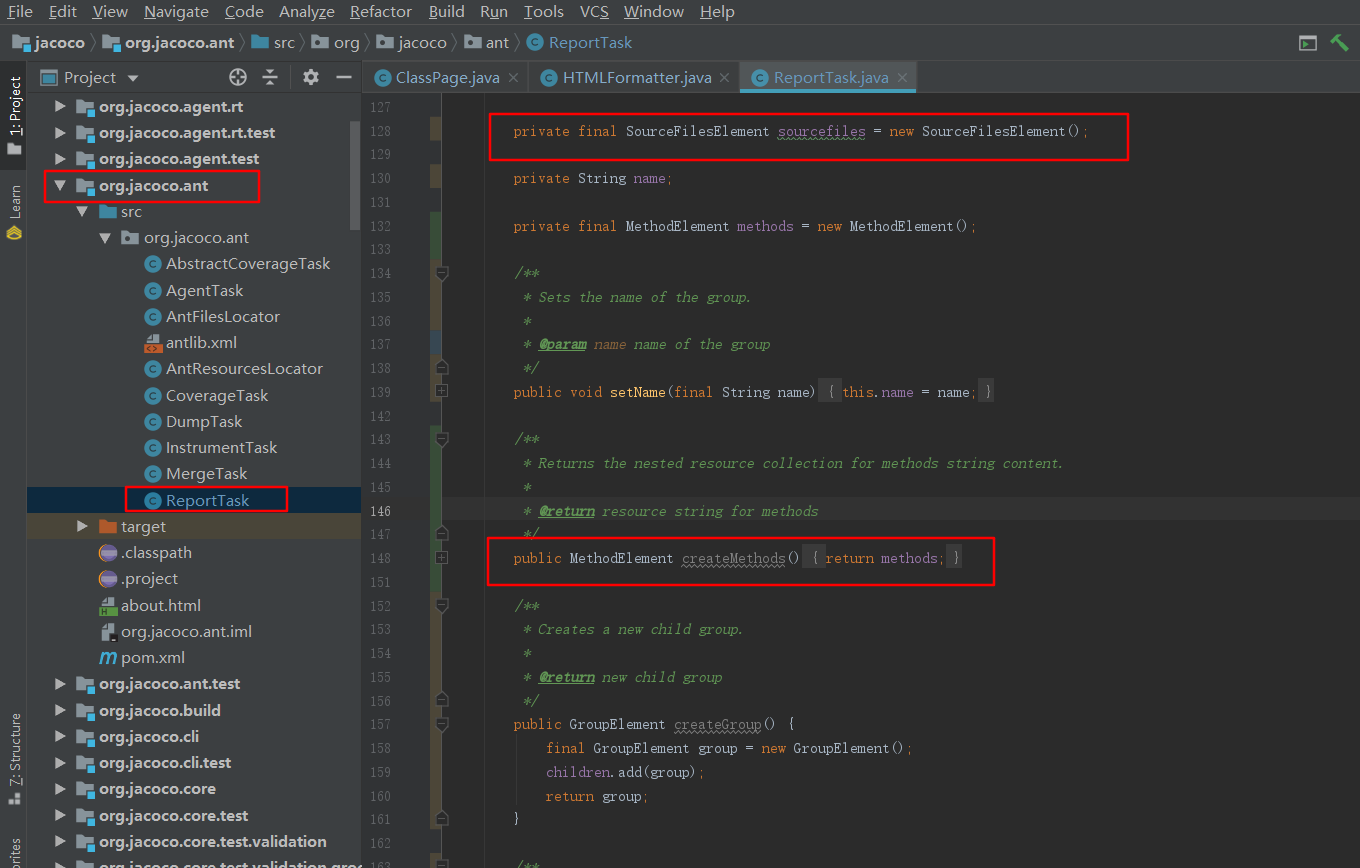 File Edit View Navigate Code Analyze Refactor Build Run Tools VCS Window Help
jacoco org.jacoco.ant src org jacoco ant ReportTask
1: Project
Learn
7: Structure
Project
org.jacoco.agent.rt
org.jacoco.agent.rt.test
org.jacoco.agent.test
org.jacoco.ant
src
org.jacoco.ant
AbstractCoverageTask
AgentTask
AntFilesLocator
antlib.xml
AntResourcesLocator
CoverageTask
DumpTask
InstrumentTask
MergeTask
ReportTask
target
.classpath
.project
about.html
org.jacoco.ant.iml
pom.xml
org.jacoco.ant.test
org.jacoco.build
org.jacoco.cli
org.jacoco.cli.test
org.jacoco.core
org.jacoco.core.test
org.jacoco.core.test.validation
ClassPage.java HTMLFormatter.java ReportTask.java
127
128 private final SourceFilesElement sourcefiles = new SourceFilesElement();
129
130 private String name;
131
132 private final MethodElement methods = new MethodElement();
133
134 /**
135 * Sets the name of the group.
136 *
137 * @param name name of the group
138 */
139 public void setName(final String name) { this.name = name; }
142
143 /**
144 * Returns the nested resource collection for methods string content.
145 *
146 * @return resource string for methods
147 */
148 public MethodElement createMethods() { return methods; }
151
152 /**
153 * Creates a new child group.
154 *
155 * @return new child group
156 */
157 public GroupElement createGroup() {
158 final GroupElement group = new GroupElement();
159 children.add(group);
160 return group;
161 }
162
163 /**